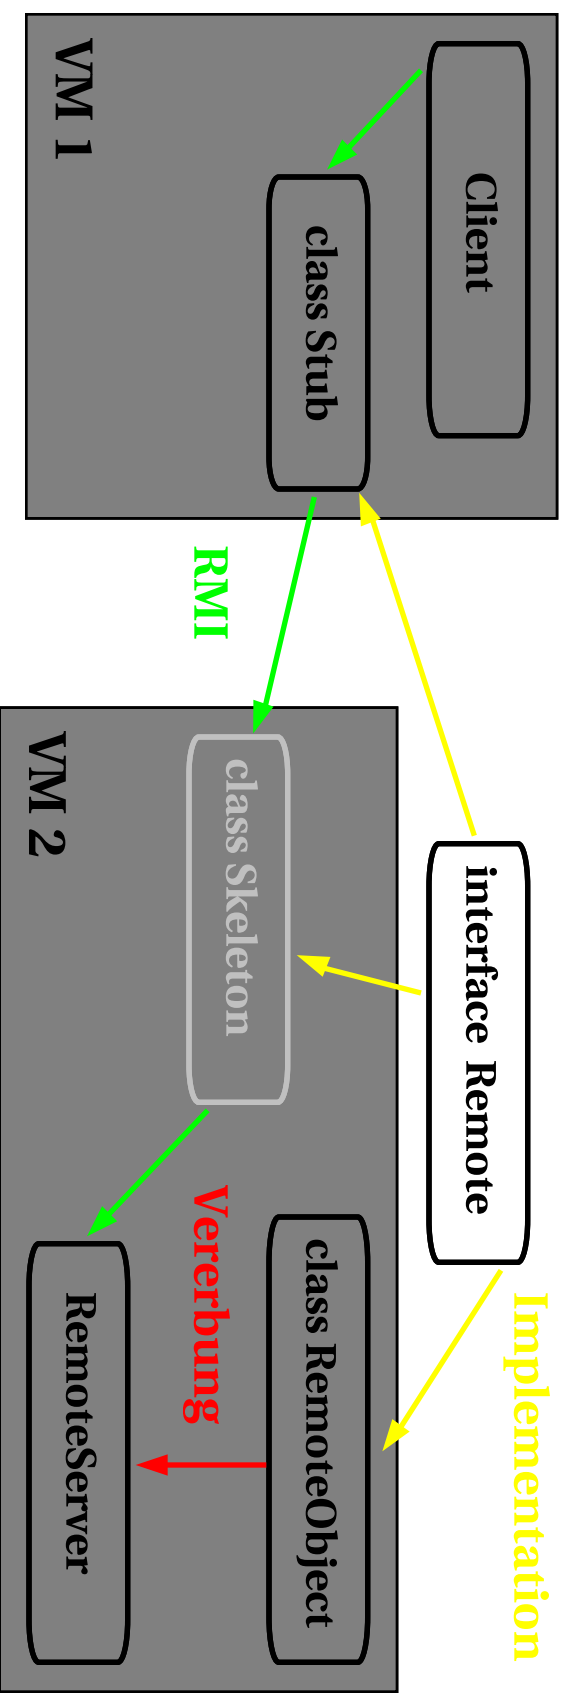 Client
interface Remote
Implementation
class Stub
class RemoteObject
RMI
class Skeleton
Vererbung
VM 1
VM 2
RemoteServer